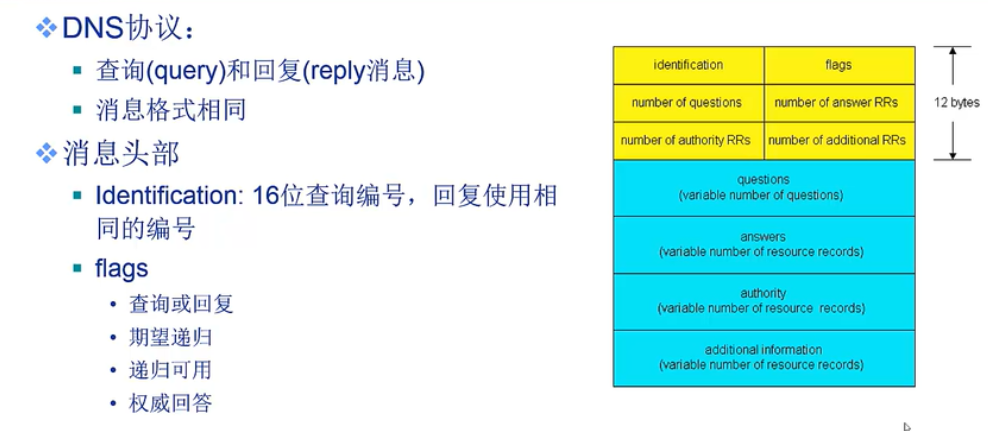 DNS协议：
查询(query)和回复(reply消息)
消息格式相同
消息头部
Identification: 16位查询编号，回复使用相
同的编号
flags
查询或回复
期望递归
递归可用
权威回答
identification
flags
12 bytes
number of questions
number of answer RRs
number of authority RRs
number of additional RRs
questions
(variable number of questions)
answers
(variable number of resource records)
authority
(variable number of resource records)
additional information
(variable number of resource records)